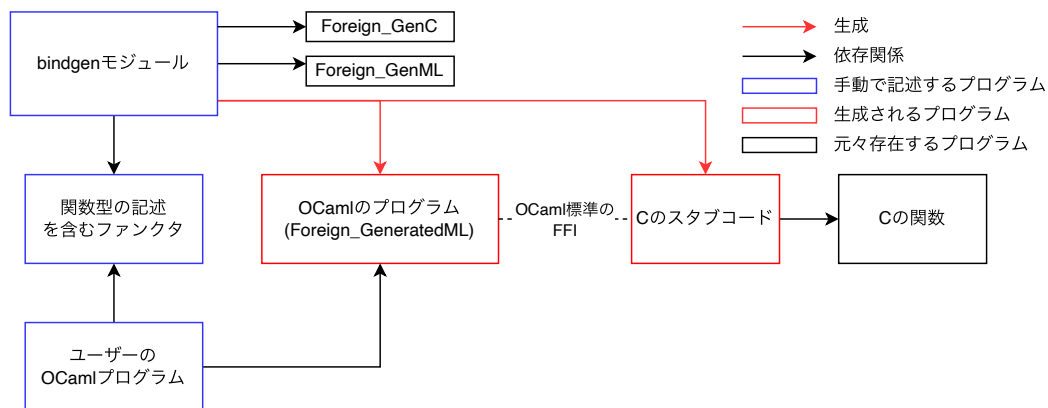 bindgenモジュール
Foreign_GenC
Foreign_GenML
生成
依存関係
手動で記述するプログラム
生成されるプログラム
元々存在するプログラム
関数型の記述
を含むファンクタ
OCamlのプログラム
(Foreign_GeneratedML)
OCaml標準の
FFI
Cのスタブコード
Cの関数
ユーザーの
OCamlプログラム